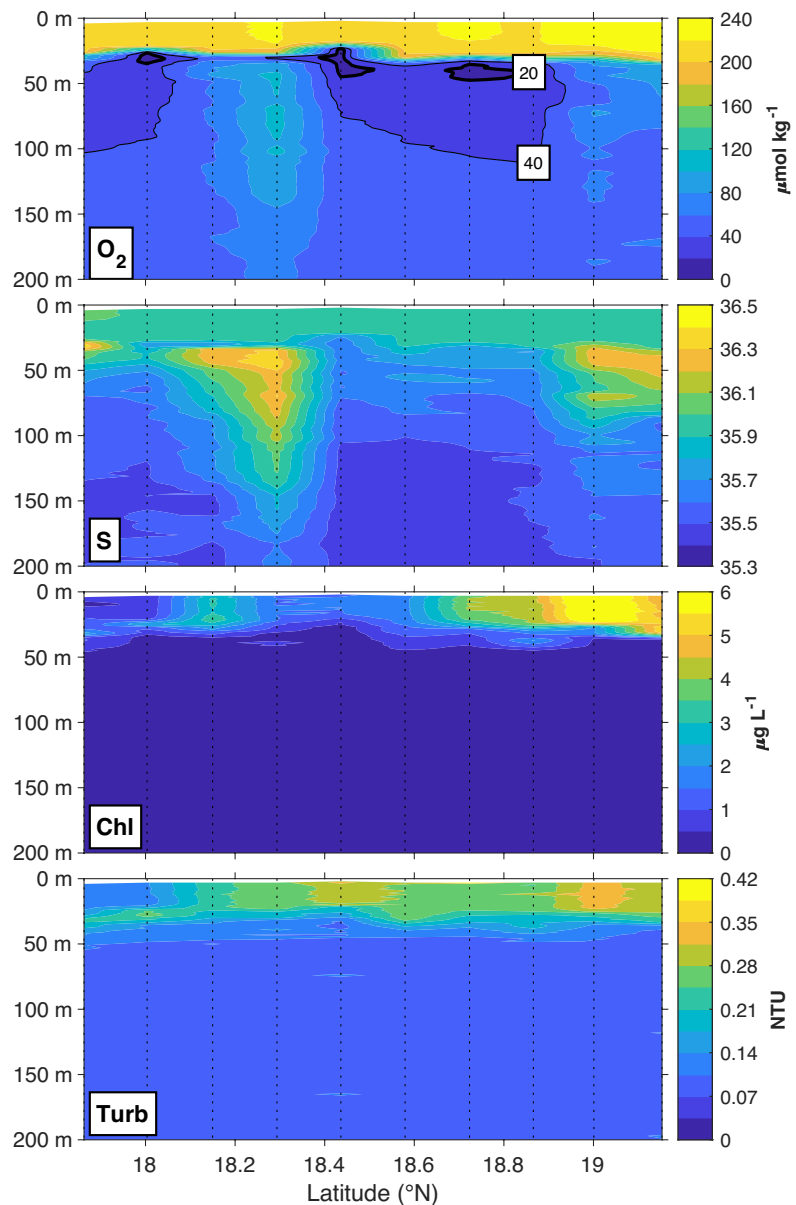 0 m
50 m
100 m
150 m
200 m
O2
20
40
240
200
160
120
80
40
0
μmol kg-1
0 m
50 m
100 m
150 m
200 m
S
36.5
36.3
36.1
35.9
35.7
35.5
35.3
0 m
50 m
100 m
150 m
200 m
Chl
6
5
4
3
2
1
0
μg L-1
0 m
50 m
100 m
150 m
200 m
Turb
0.42
0.35
0.28
0.21
0.14
0.07
0
NTU
18 18.2 18.4 18.6 18.8 19
Latitude (°N)